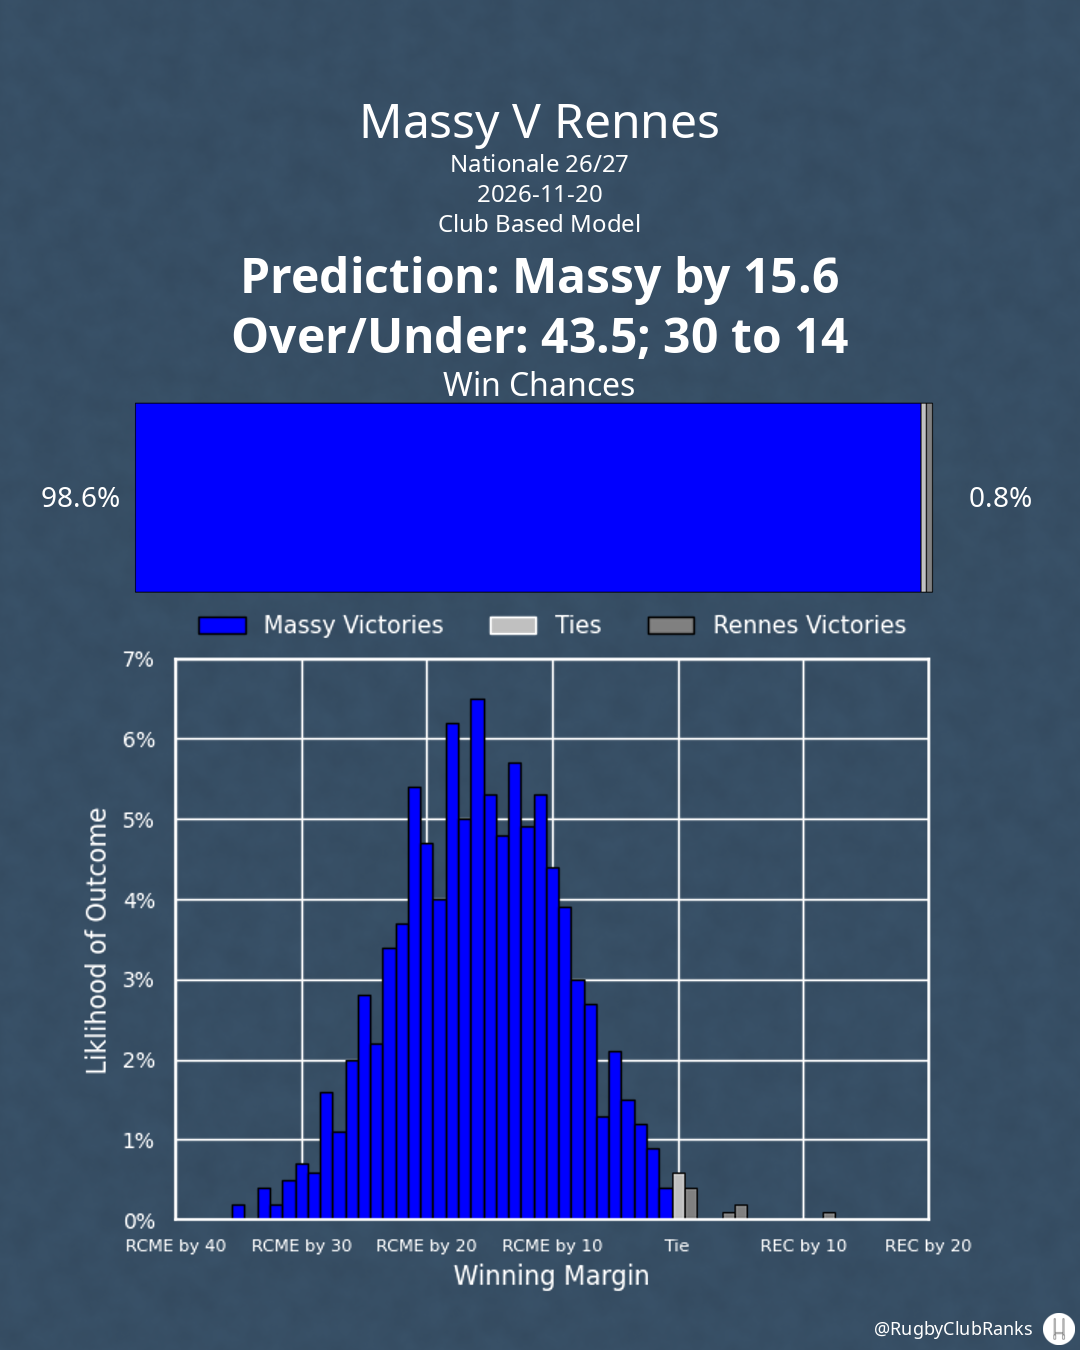 Massy V Rennes
Nationale 26/27
2026-11-20
Club Based Model
Prediction: Massy by 15.6
Over/Under: 43.5; 30 to 14
Win Chances
98.6%
0.8%
Massy Victories
Ties
Rennes Victories
7%
6%
5%
4%
3%
2%
1%
0%
Liklihood of Outcome
RCME by 40
RCME by 30
RCME by 20
RCME by 10
Tie
REC by 10
REC by 20
Winning Margin
@RugbyClubRanks